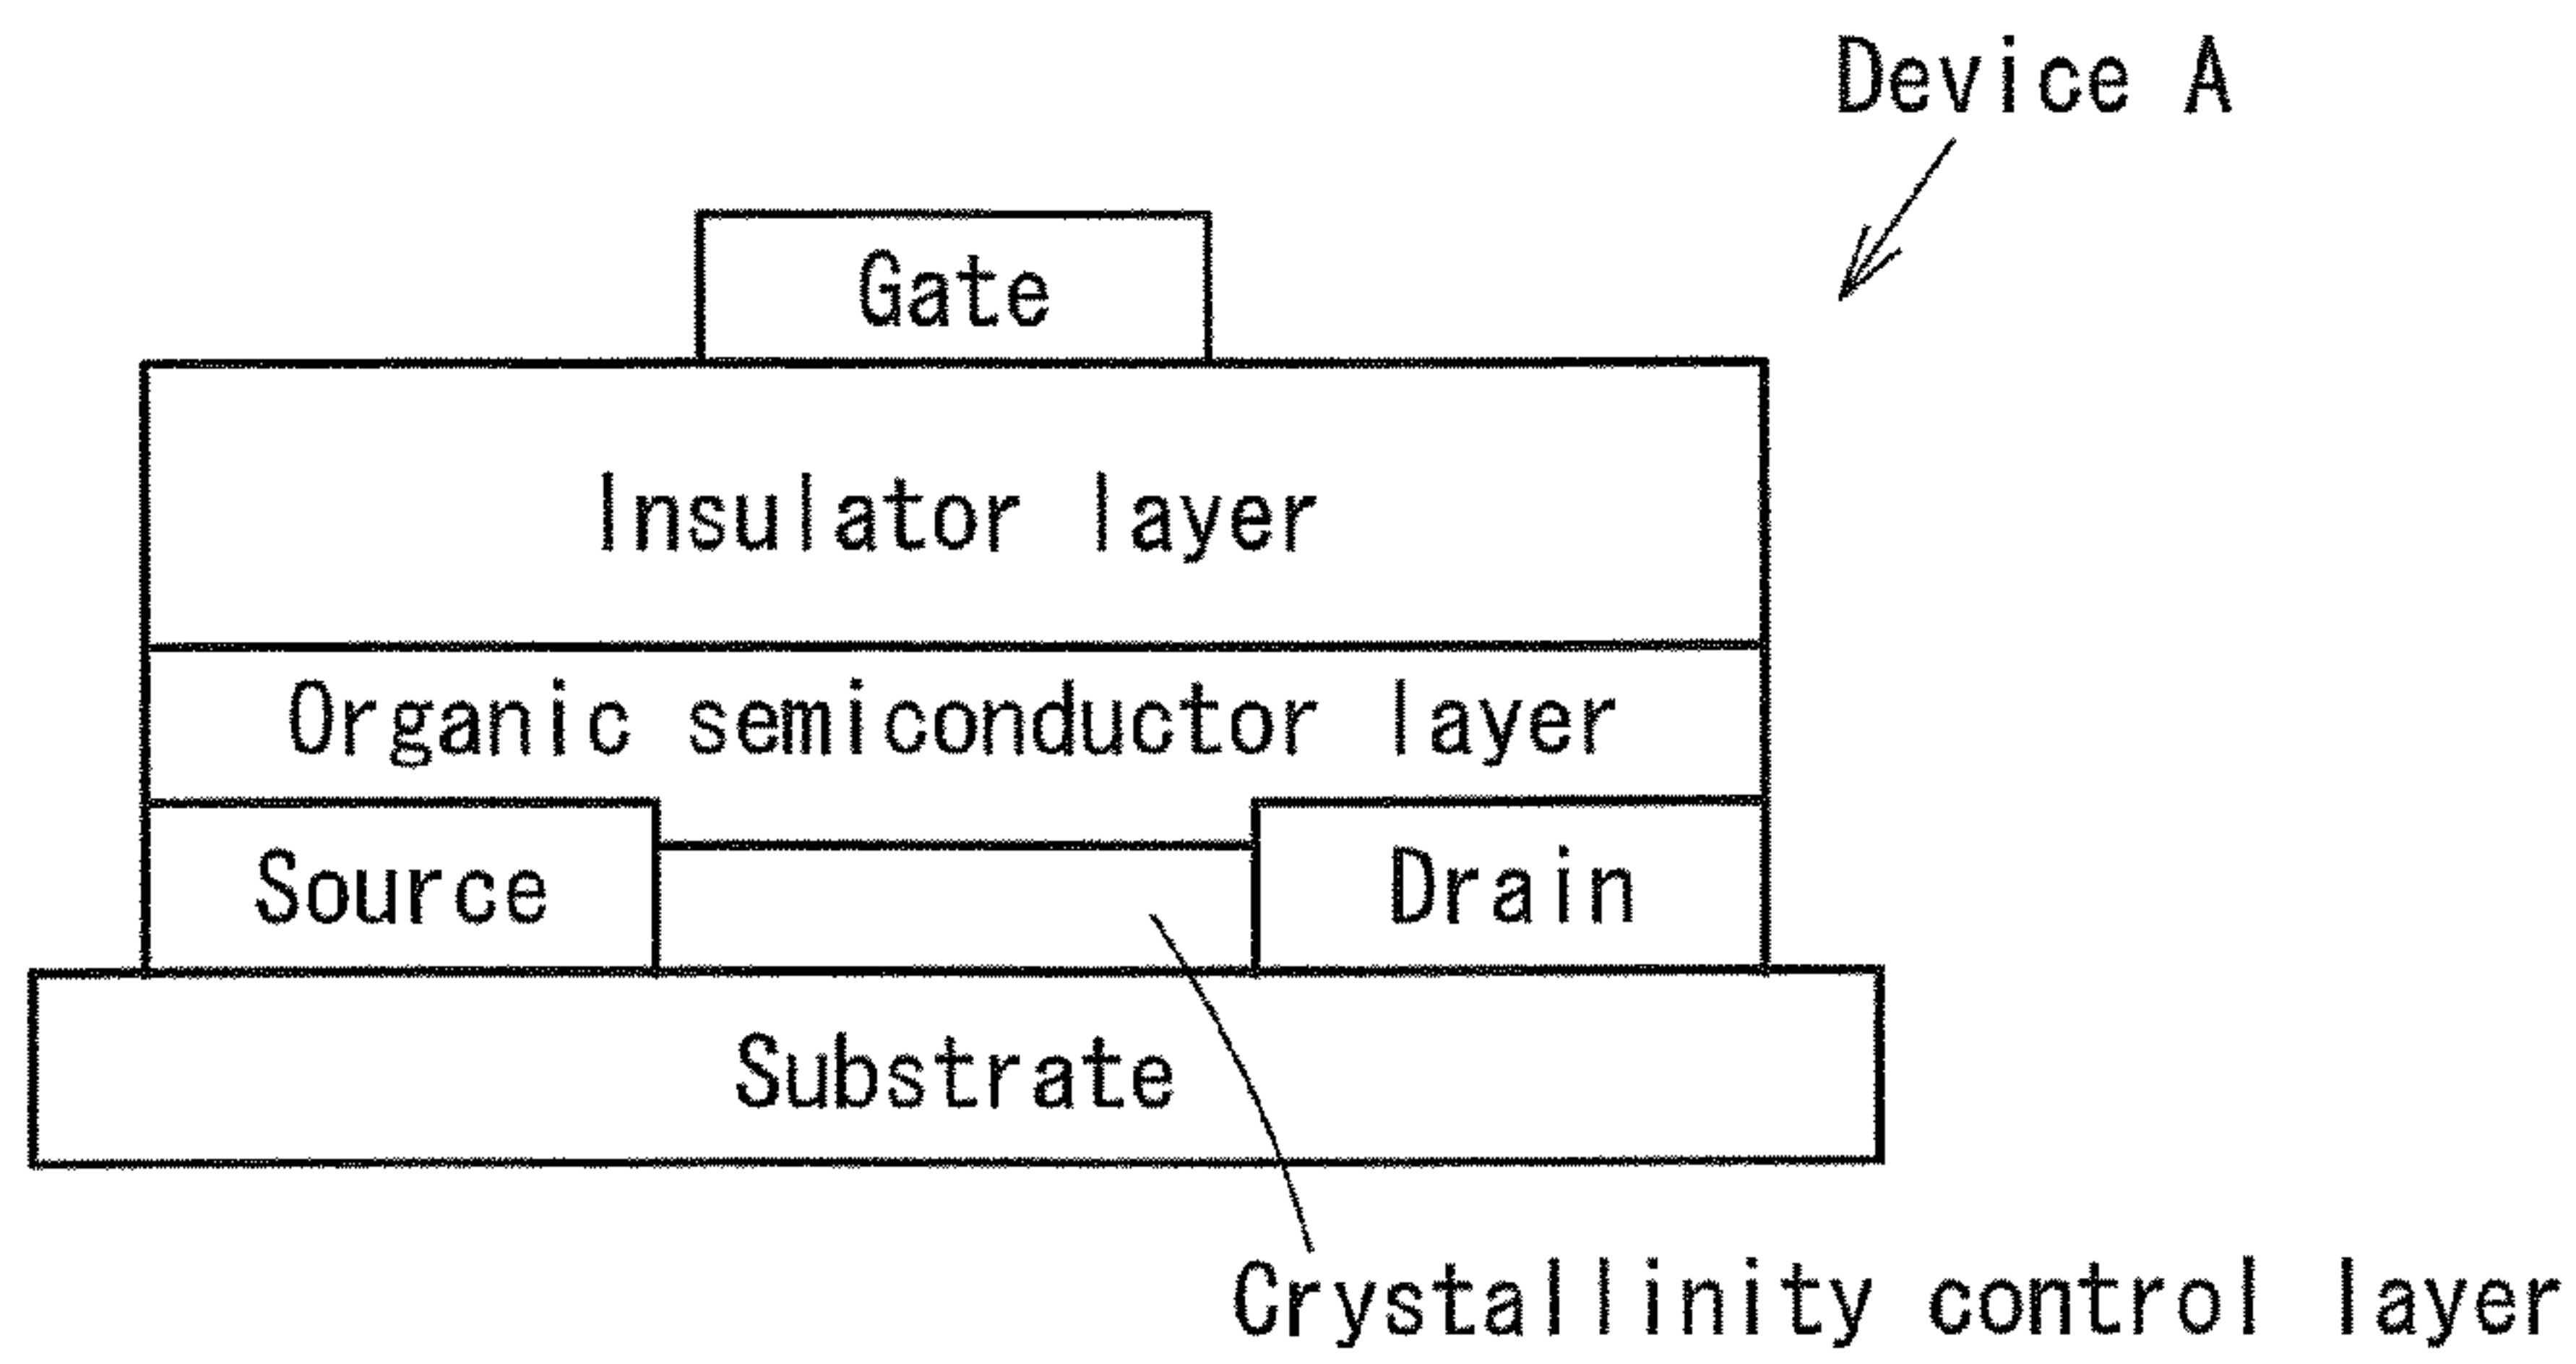 Device A
Gate
Insulator layer
Organic semiconductor layer
Source
Drain
Substrate
Crystallinity control layer